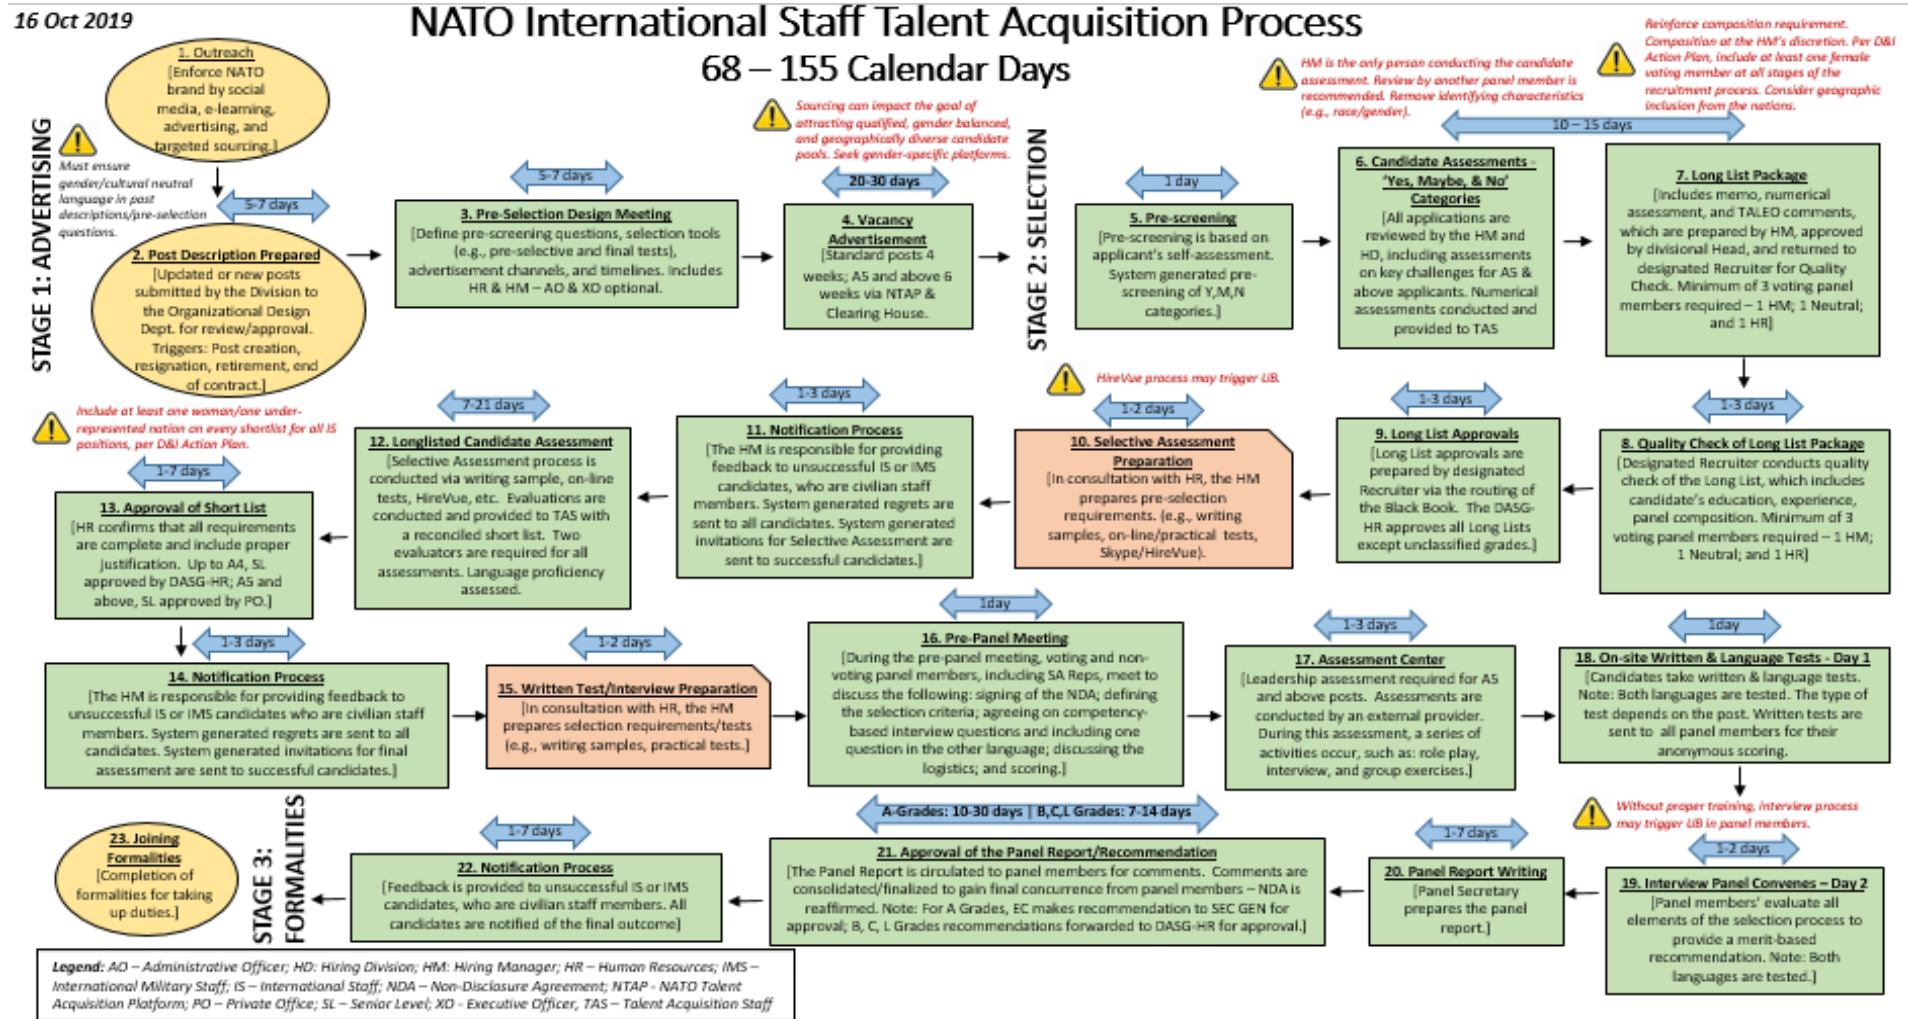 16 Oct 2019
NATO International Staff Talent Acquisition Process
68 – 155 Calendar Days
STAGE 1: ADVERTISING
1. Outreach
[Enforce NATO
brand by social
media, e-learning,
advertising, and
targeted sourcing.]
Must ensure
gender/cultural neutral
language in post
descriptions/pre-selection
questions.
5-7 days
2. Post Description Prepared
[Updated or new posts
submitted by the Division to
the Organizational Design
Dept. for review/approval.
Triggers: Post creation,
resignation, retirement, end
of contract.]
5-7 days
3. Pre-Selection Design Meeting
[Define pre-screening questions, selection tools
(e.g., pre-selective and final tests),
advertisement channels, and timelines. Includes
HR & HM – AO & XO optional.
Sourcing can impact the goal of
attracting qualified, gender balanced,
and geographically diverse candidate
pools. Seek gender-specific platforms.
20-30 days
4. Vacancy
Advertisement
[Standard posts 4
weeks; A5 and above 6
weeks via NTAP &
Clearing House.
STAGE 2: SELECTION
1 day
5. Pre-screening
[Pre-screening is based on
applicant's self-assessment.
System generated pre-
screening of Y,M,N
categories.]
HM is the only person conducting the candidate
assessment. Review by another panel member is
recommended. Remove identifying characteristics
(e.g., race/gender).
Reinforce composition requirement.
Composition at the HM's discretion. Per D&I
Action Plan, include at least one female
voting member at all stages of the
recruitment process. Consider geographic
inclusion from the nations.
10 – 15 days
6. Candidate Assessments -
'Yes, Maybe, & No'
Categories
[All applications are
reviewed by the HM and
HD, including assessments
on key challenges for A5 &
above applicants. Numerical
assessments conducted and
provided to TAS
7. Long List Package
[Includes memo, numerical
assessment, and TALEO comments,
which are prepared by HM, approved
by divisional Head, and returned to
designated Recruiter for Quality
Check. Minimum of 3 voting panel
members required – 1 HM; 1 Neutral;
and 1 HR]
1-3 days
8. Quality Check of Long List Package
[Designated Recruiter conducts quality
check of the Long List, which includes
candidate's education, experience,
panel composition. Minimum of 3
voting panel members required – 1 HM;
1 Neutral; and 1 HR]
1-3 days
9. Long List Approvals
[Long List approvals are
prepared by designated
Recruiter via the routing of
the Black Book. The DASG-
HR approves all Long Lists
except unclassified grades.]
HireVue process may trigger UB.
1-2 days
10. Selective Assessment
Preparation
[In consultation with HR, the HM
prepares pre-selection
requirements. (e.g., writing
samples, on-line/practical tests,
Skype/HireVue).
1-3 days
11. Notification Process
[The HM is responsible for providing
feedback to unsuccessful IS or IMS
candidates, who are civilian staff
members. System generated regrets are
sent to all candidates. System generated
invitations for Selective Assessment are
sent to successful candidates.]
7-21 days
12. Longlisted Candidate Assessment
[Selective Assessment process is
conducted via writing sample, on-line
tests, HireVue, etc. Evaluations are
conducted and provided to TAS with
a reconciled short list. Two
evaluators are required for all
assessments. Language proficiency
assessed.
Include at least one woman/one under-
represented nation on every shortlist for all IS
positions, per D&I Action Plan.
1-7 days
13. Approval of Short List
[HR confirms that all requirements
are complete and include proper
justification. Up to A4, SL
approved by DASG-HR; A5 and
above, SL approved by PO.]
1-3 days
14. Notification Process
[The HM is responsible for providing feedback to
unsuccessful IS or IMS candidates who are civilian staff
members. System generated regrets are sent to all
candidates. System generated invitations for final
assessment are sent to successful candidates.]
1-2 days
15. Written Test/Interview Preparation
[In consultation with HR, the HM
prepares selection requirements/tests
(e.g., writing samples, practical tests.]
1day
16. Pre-Panel Meeting
[During the pre-panel meeting, voting and non-
voting panel members, including SA Reps, meet to
discuss the following: signing of the NDA; defining
the selection criteria; agreeing on competency-
based interview questions and including one
question in the other language; discussing the
logistics; and scoring.]
1-3 days
17. Assessment Center
[Leadership assessment required for A5
and above posts. Assessments are
conducted by an external provider.
During this assessment, a series of
activities occur, such as: role play,
interview, and group exercises.]
1day
18. On-site Written & Language Tests - Day 1
[Candidates take written & language tests.
Note: Both languages are tested. The type of
test depends on the post. Written tests are
sent to all panel members for their
anonymous scoring.
Without proper training, interview process
may trigger UB in panel members.
1-2 days
19. Interview Panel Convenes – Day 2
[Panel members' evaluate all
elements of the selection process to
provide a merit-based
recommendation. Note: Both
languages are tested.]
1-7 days
20. Panel Report Writing
[Panel Secretary
prepares the panel
report.]
A-Grades: 10-30 days | B,C,L Grades: 7-14 days
21. Approval of the Panel Report/Recommendation
[The Panel Report is circulated to panel members for comments. Comments are
consolidated/finalized to gain final concurrence from panel members – NDA is
reaffirmed. Note: For A Grades, EC makes recommendation to SEC GEN for
approval; B, C, L Grades recommendations forwarded to DASG-HR for approval.]
1-7 days
22. Notification Process
[Feedback is provided to unsuccessful IS or IMS
candidates, who are civilian staff members. All
candidates are notified of the final outcome]
STAGE 3:
FORMALITIES
23. Joining
Formalities
[Completion of
formalities for taking
up duties.]
Legend: AO – Administrative Officer; HD: Hiring Division; HM: Hiring Manager; HR – Human Resources; IMS –
International Military Staff; IS – International Staff; NDA – Non-Disclosure Agreement; NTAP - NATO Talent
Acquisition Platform; PO – Private Office; SL – Senior Level; XO - Executive Officer, TAS – Talent Acquisition Staff